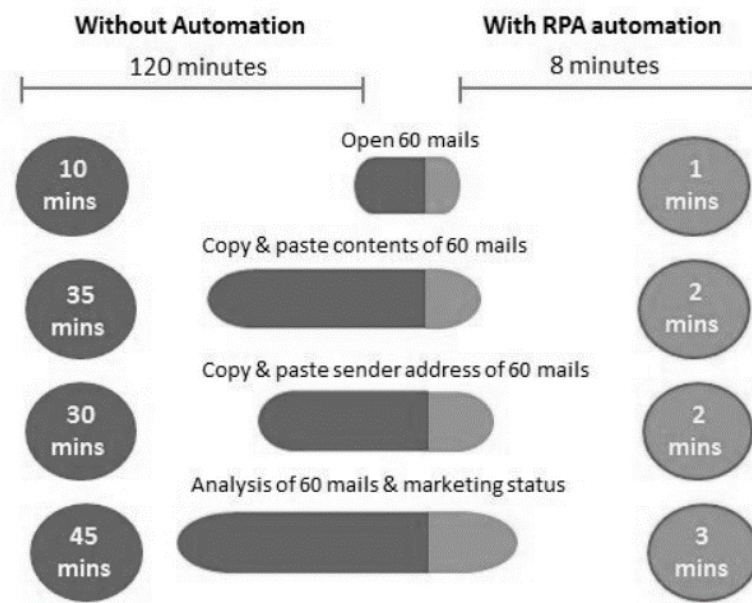 Without Automation
With RPA automation
120 minutes
8 minutes
Open 60 mails
10
mins
1
mins
Copy & paste contents of 60 mails
35
mins
2
mins
Copy & paste sender address of 60 mails
30
mins
2
mins
Analysis of 60 mails & marketing status
45
mins
3
mins